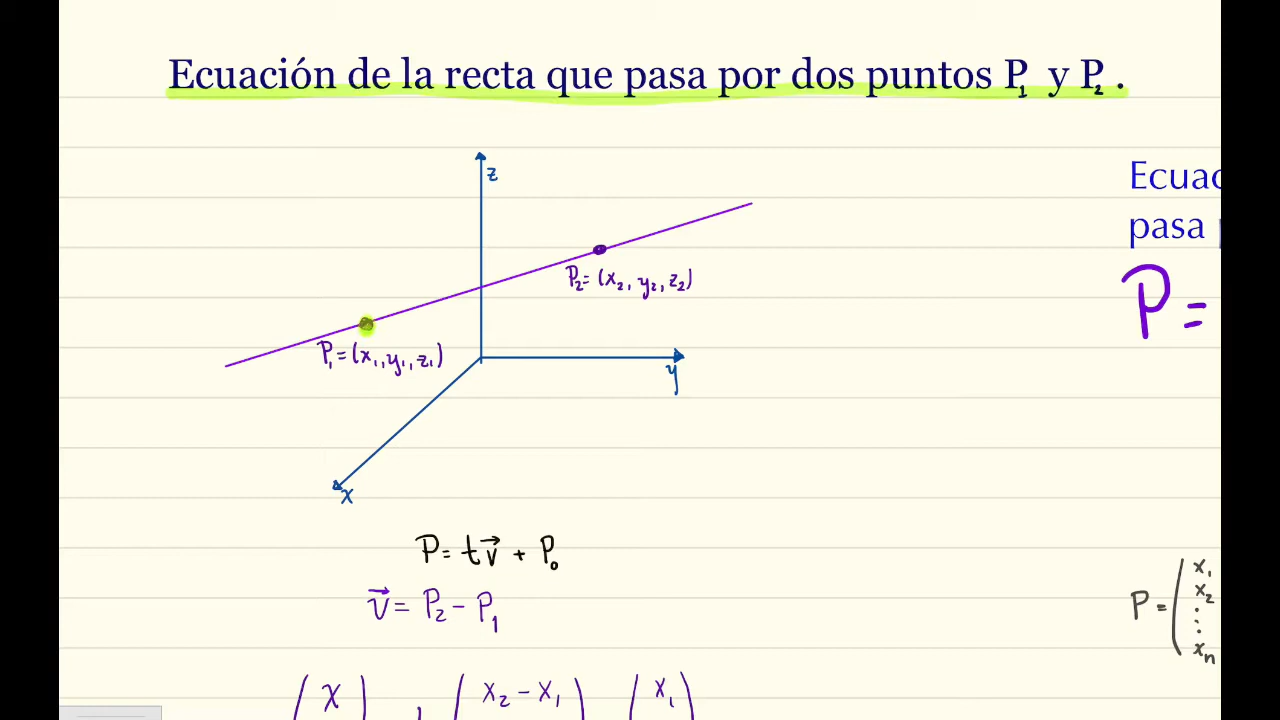 Ecuación de la recta que pasa por dos puntos P₁ y P₂ .
z
Ecuac
pasa
P₂=(x₂, y₂, z₂)
P=
P₁=(x₁, y₁, z₁)
y
x
P= tv⃗ + P₀
v⃗= P₂ - P₁
P = ( x₁
x₂
⋮
xₙ
( x ) ( x₂ - x₁ ) ( x₁ )